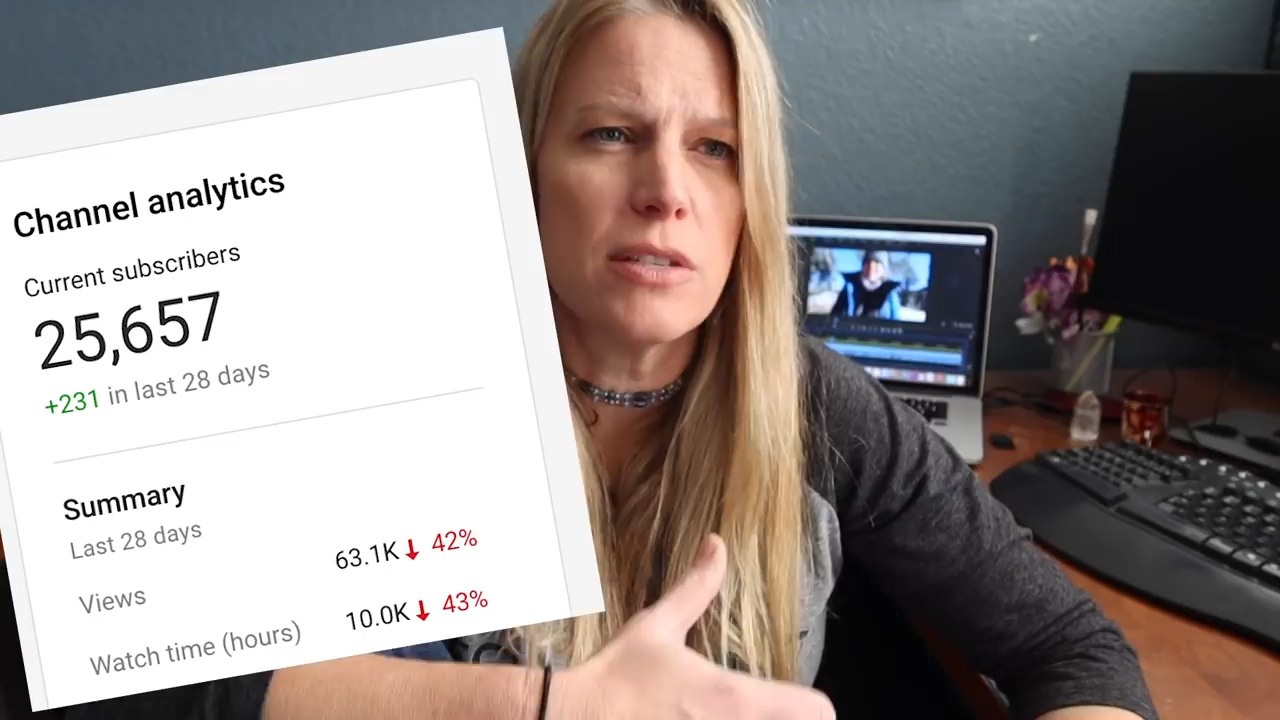 Channel analytics
Current subscribers
25,657
+231 in last 28 days
Summary
Last 28 days
Views 63.1K 42%
Watch time (hours) 10.0K 43%